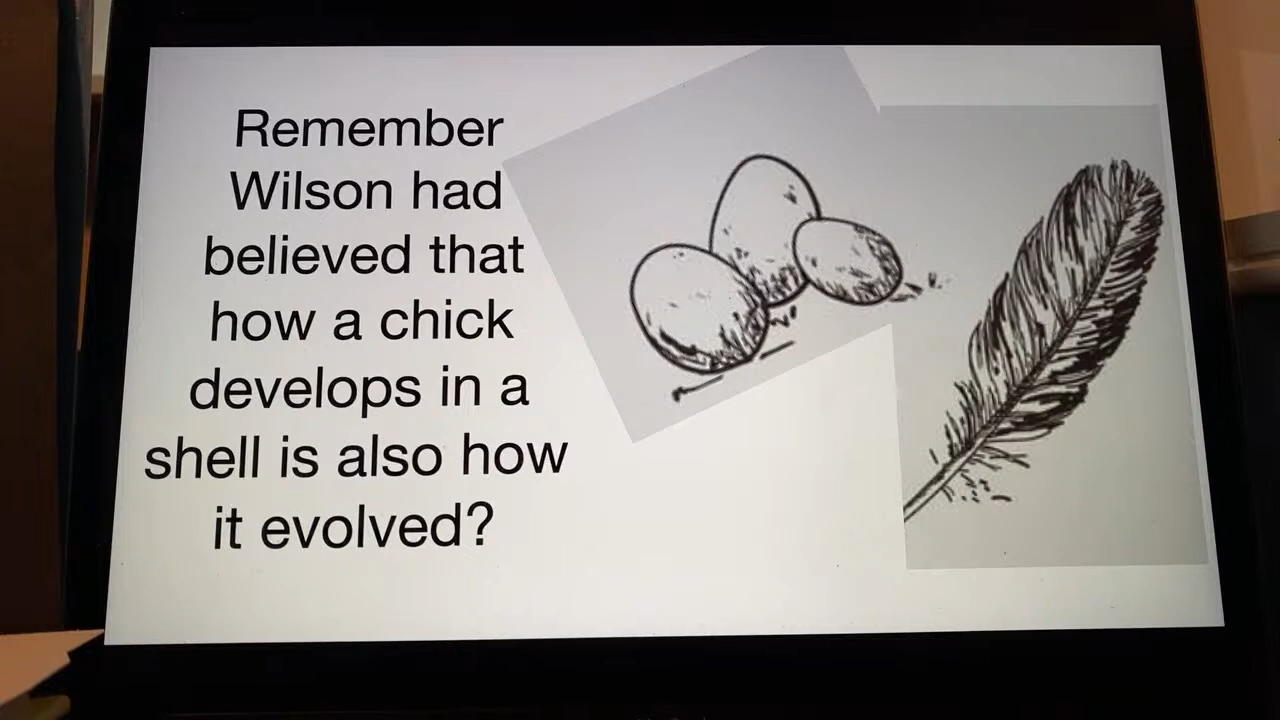 Remember
Wilson had
believed that
how a chick
develops in a
shell is also how
it evolved?